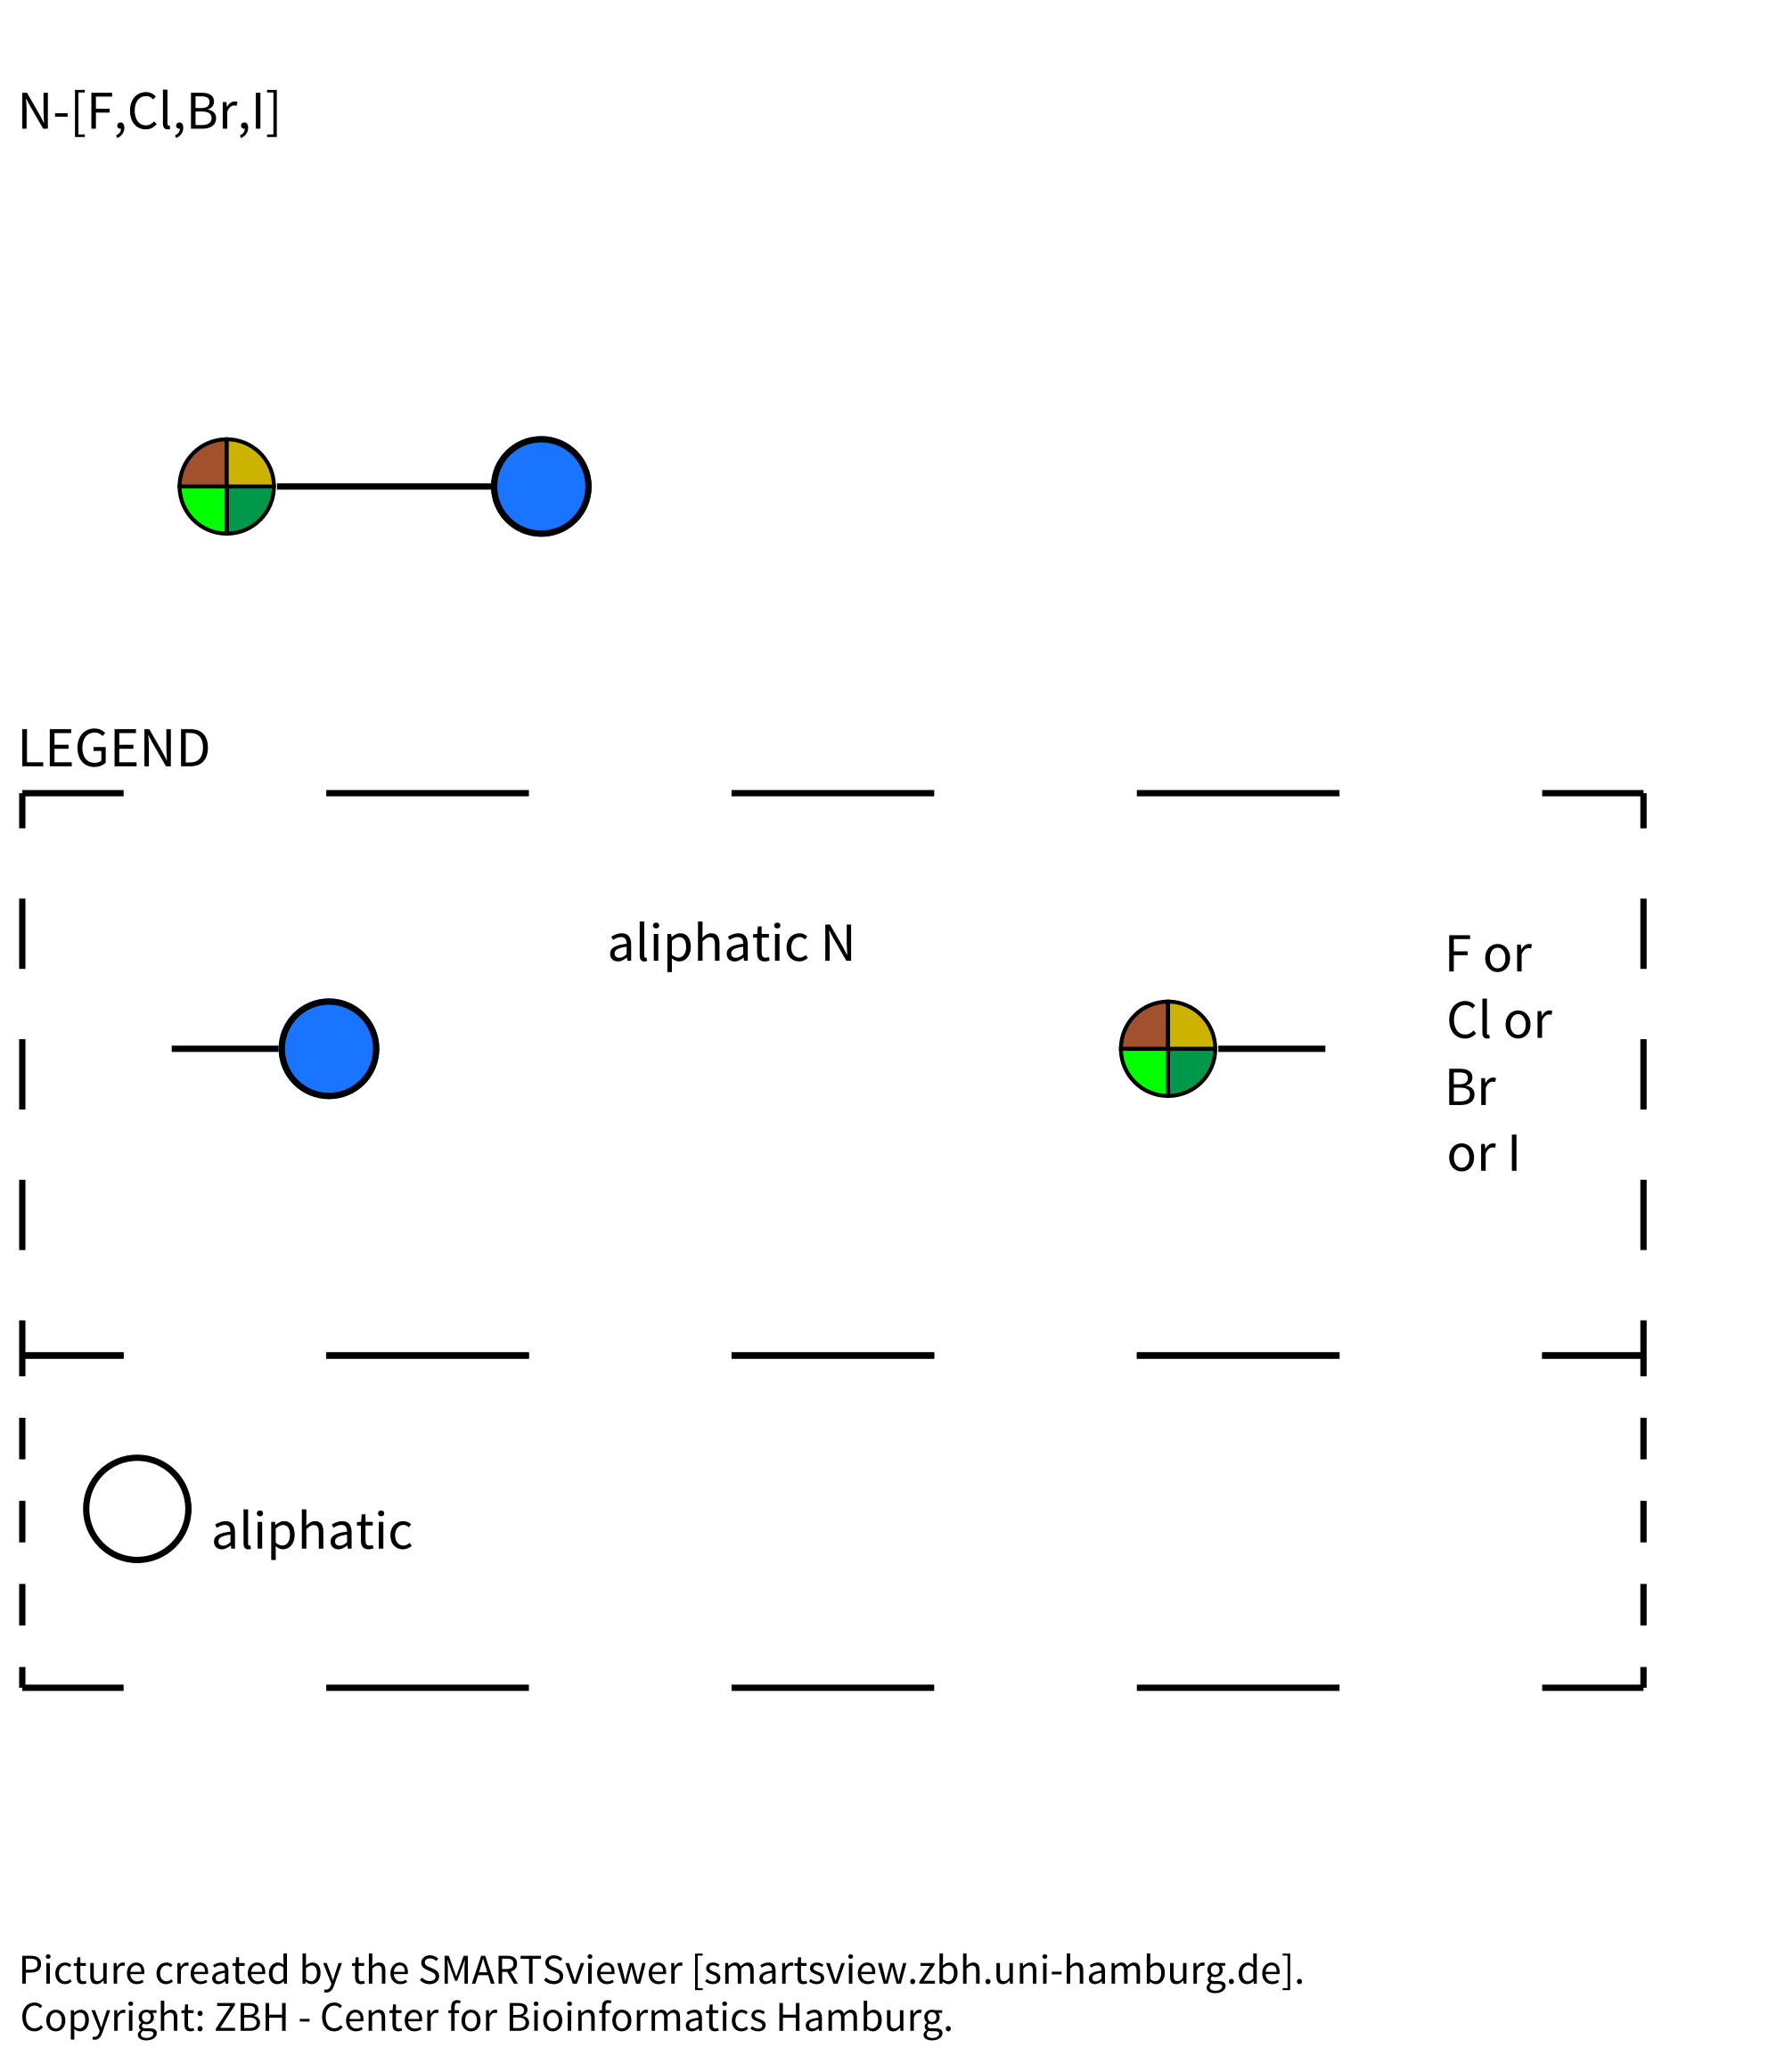 N-[F,Cl,Br,I]
LEGEND
aliphatic N
F or
Cl or
Br
or I
aliphatic
Picture created by the SMARTSviewer [smartsview.zbh.uni-hamburg.de].
Copyright: ZBH - Center for Bioinformatics Hamburg.